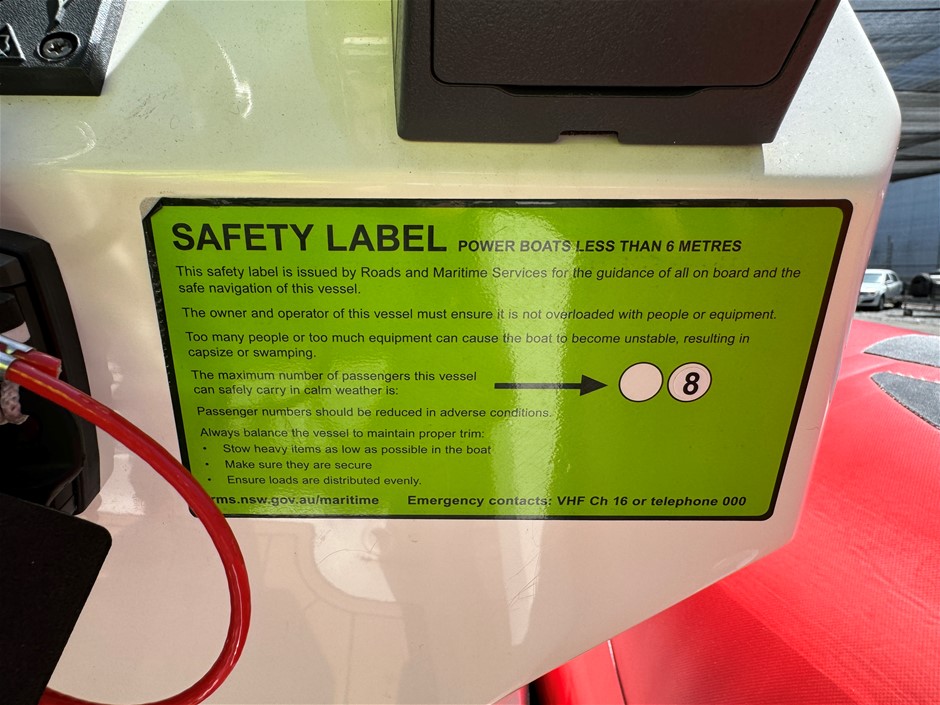 SAFETY LABEL POWER BOATS LESS THAN 6 METRES
This safety label is issued by Roads and Maritime Services for the guidance of all on board and the
safe navigation of this vessel.
The owner and operator of this vessel must ensure it is not overloaded with people or equipment.
Too many people or too much equipment can cause the boat to become unstable, resulting in
capsize or swamping.
The maximum number of passengers this vessel
can safely carry in calm weather is:
8
Passenger numbers should be reduced in adverse conditions.
Always balance the vessel to maintain proper trim:
• Stow heavy items as low as possible in the boat
• Make sure they are secure
• Ensure loads are distributed evenly.
rms.nsw.gov.au/maritime Emergency contacts: VHF Ch 16 or telephone 000